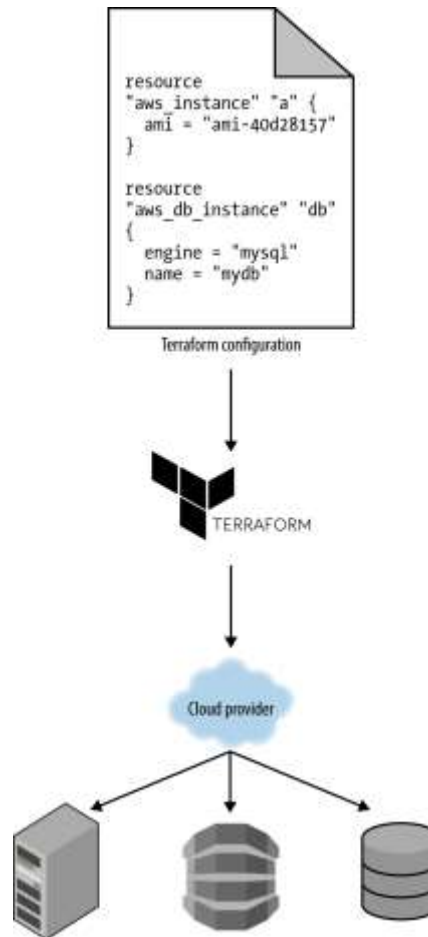 resource
"aws_instance" "a" {
  ami = "ami-40d28157"
}
resource
"aws_db_instance" "db"
{
  engine = "mysql"
  name = "mydb"
}
Terraform configuration
TERRAFORM
Cloud provider